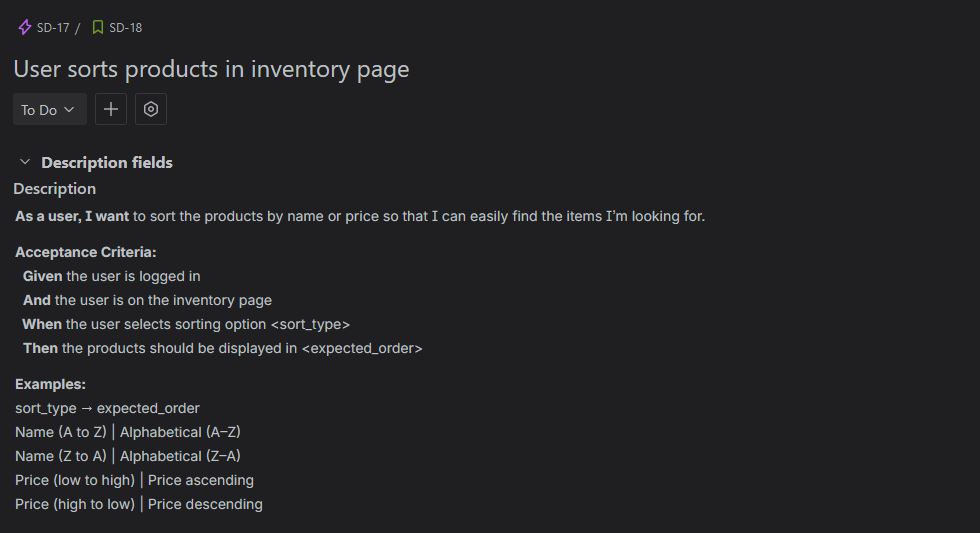 SD-17 / SD-18
User sorts products in inventory page
To Do
Description fields
Description
As a user, I want to sort the products by name or price so that I can easily find the items I’m looking for.
Acceptance Criteria:
Given the user is logged in
And the user is on the inventory page
When the user selects sorting option <sort_type>
Then the products should be displayed in <expected_order>
Examples:
sort_type → expected_order
Name (A to Z) | Alphabetical (A–Z)
Name (Z to A) | Alphabetical (Z–A)
Price (low to high) | Price ascending
Price (high to low) | Price descending